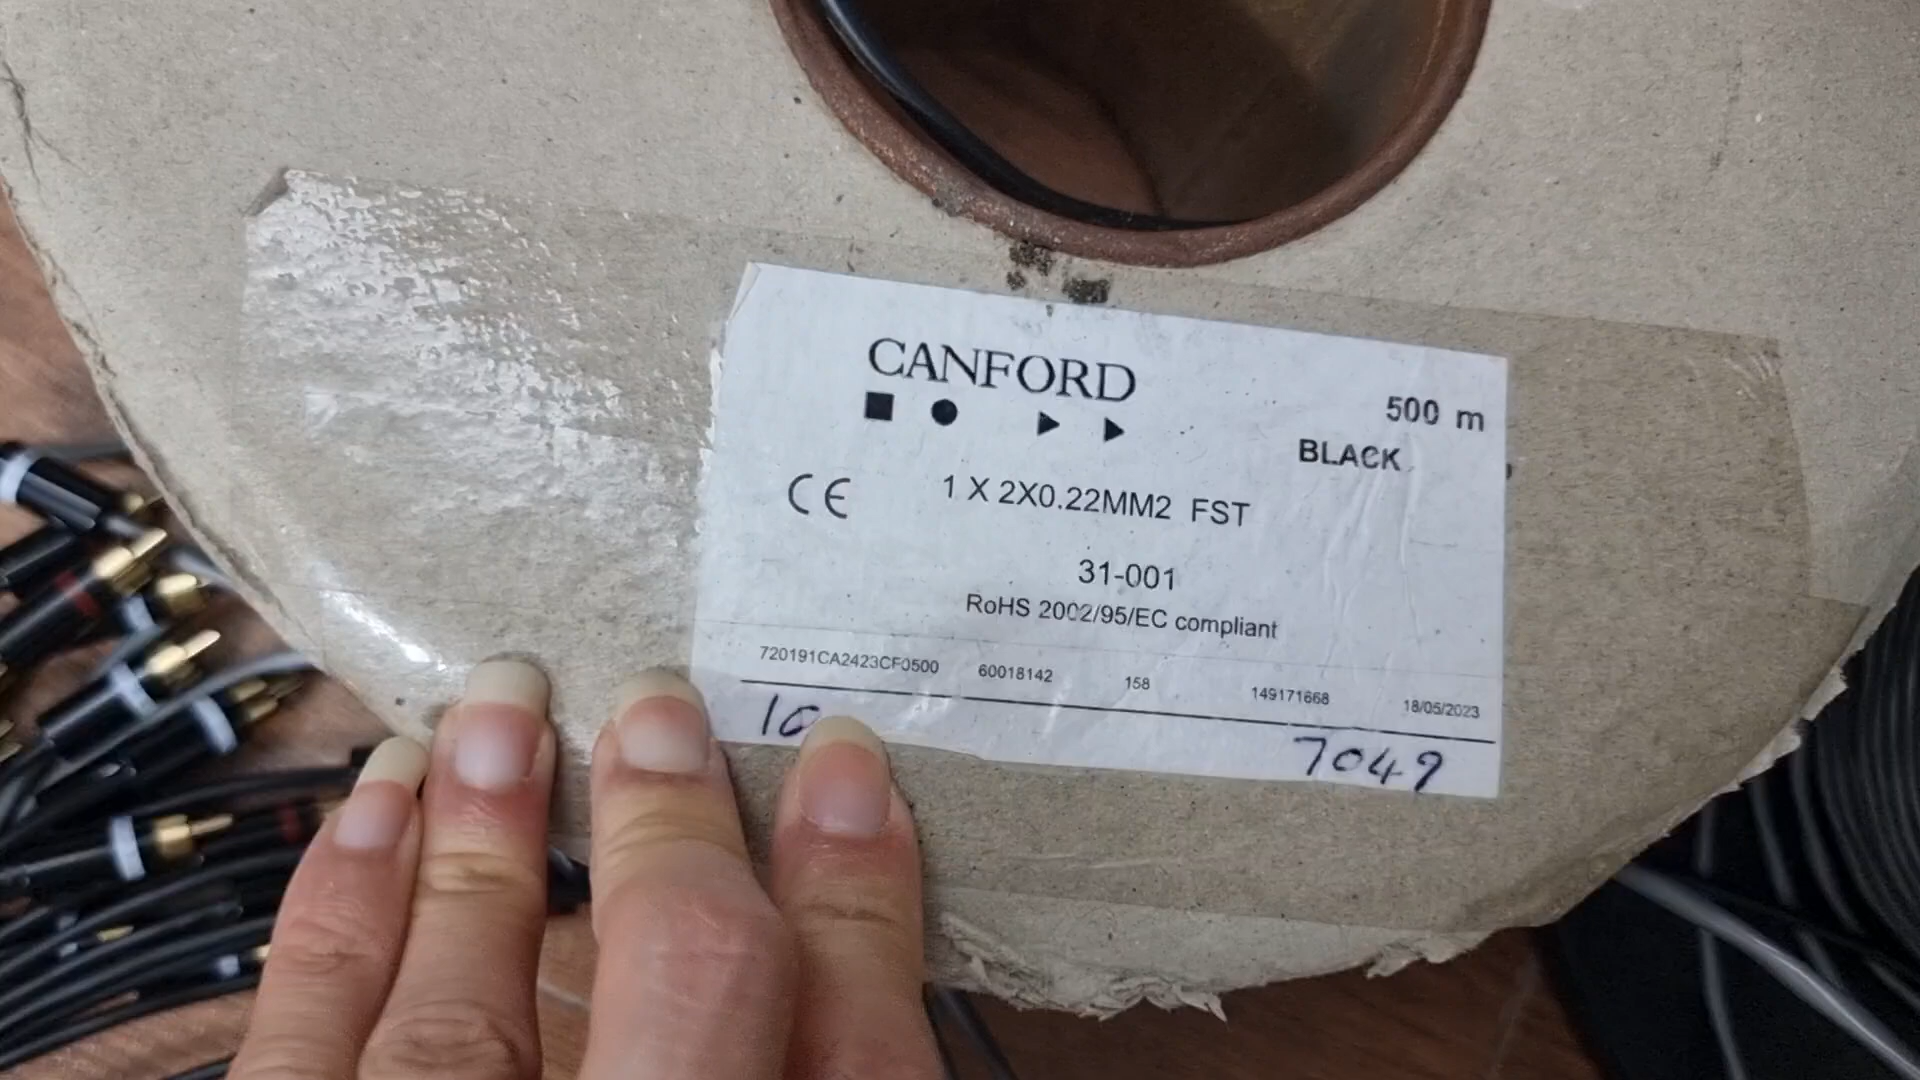 CANFORD
500 m
BLACK
CE 1 X 2X0.22MM2 FST
31-001
RoHS 2002/95/EC compliant
720191CA2423CF0500 60018142 158 149171668 18/05/2023
7049